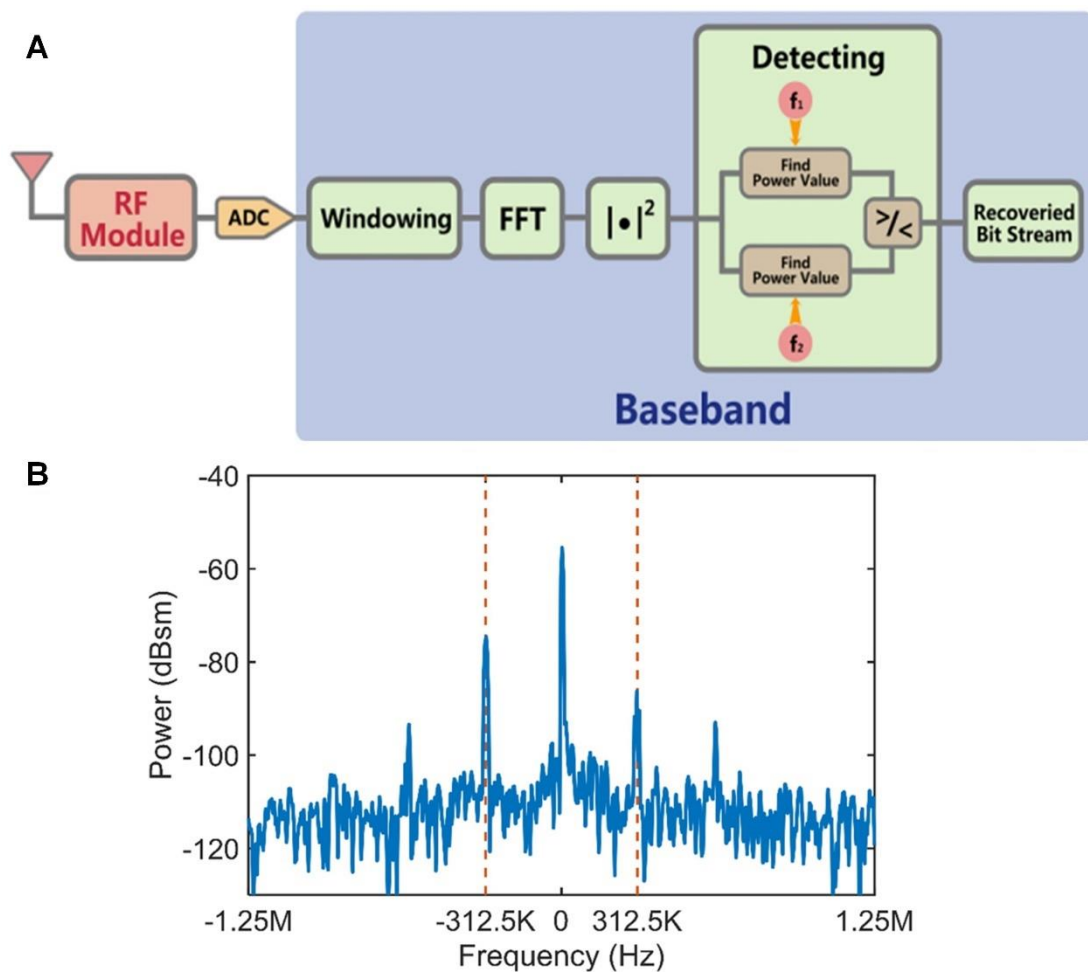 A
RF
Module
ADC
Windowing
FFT
|•|²
Detecting
f₁
Find
Power Value
>/<
Find
Power Value
f₂
Recoveried
Bit Stream
Baseband
B
-40
-60
-80
-100
-120
Power (dBsm)
-1.25M
-312.5K
0
312.5K
1.25M
Frequency (Hz)